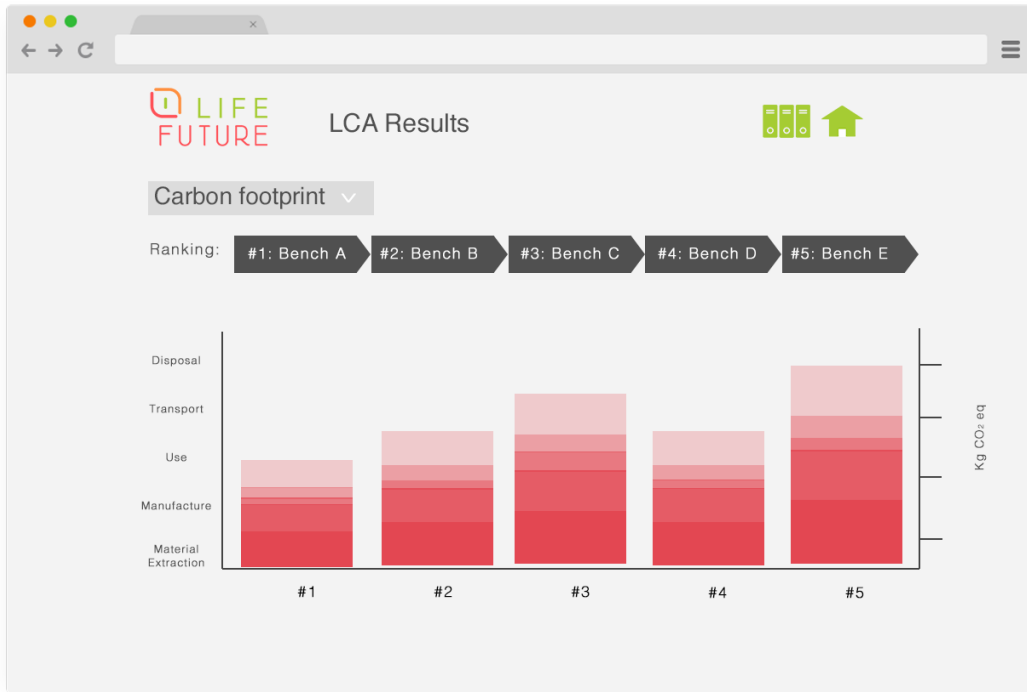 LIFE
FUTURE
LCA Results
Carbon footprint
Ranking:
#1: Bench A
#2: Bench B
#3: Bench C
#4: Bench D
#5: Bench E
Disposal
Transport
Use
Manufacture
Material
Extraction
Kg CO₂ eq
#1
#2
#3
#4
#5